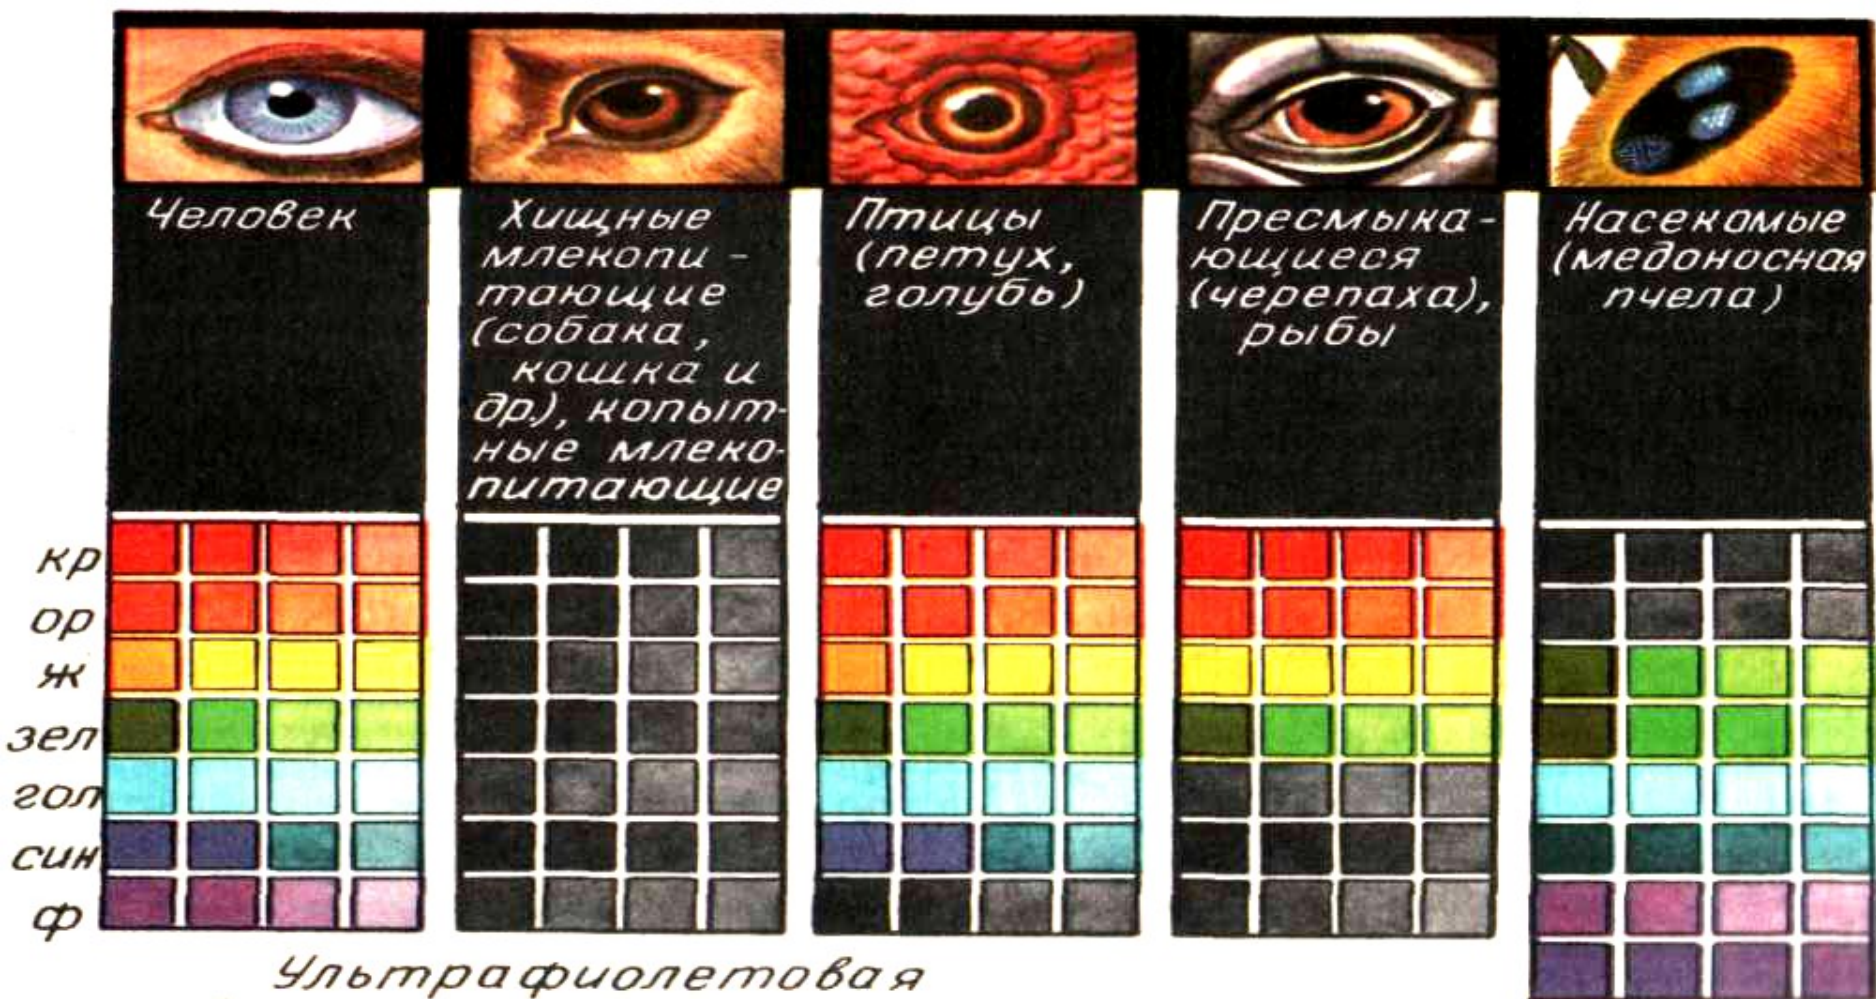 Человек
Хищные
млекопи-
тающие
(собака,
кошка и
др.), копыт-
ные млеко-
питающие
Птицы
(петух,
голубь)
Пресмыка-
ющиеся
(черепаха),
рыбы
Насекомые
(медоносная
пчела)
кр
ор
ж
зел
гол
син
ф
Ультрафиолетовая